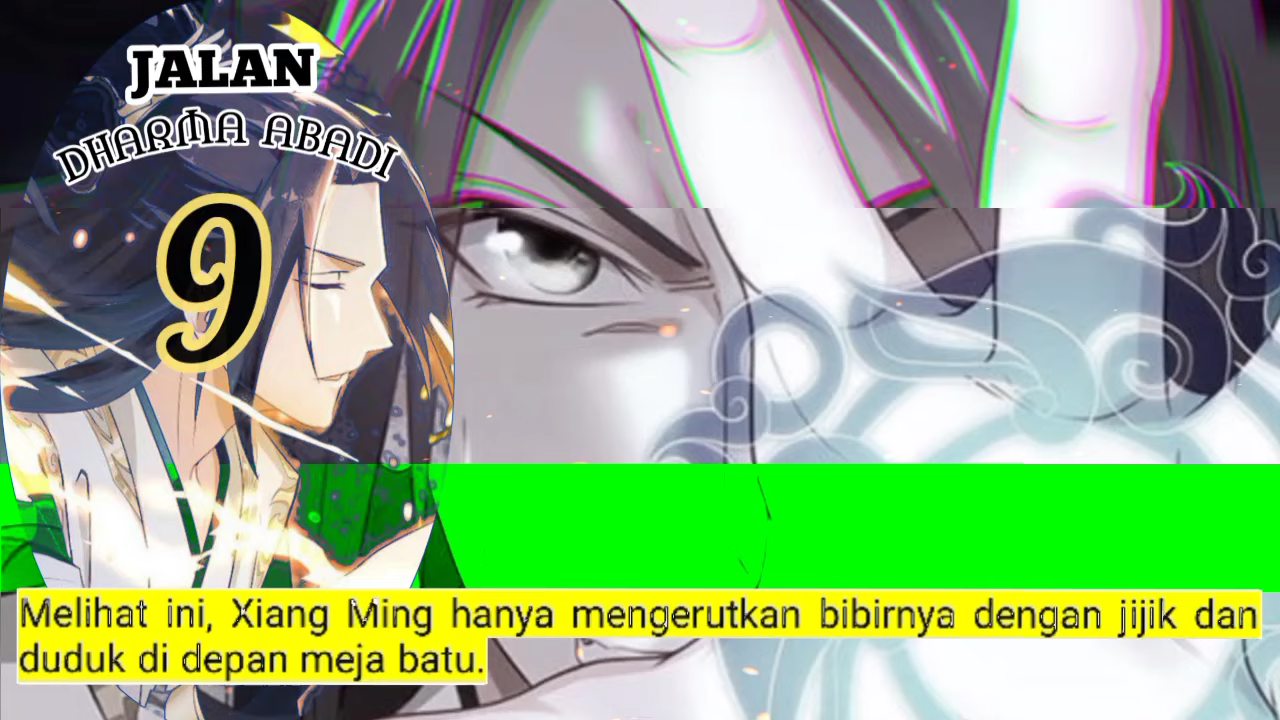 JALAN
DHARMA ABADI
9
Melihat ini, Xiang Ming hanya mengerutkan bibirnya dengan jijik dan
duduk di depan meja batu.